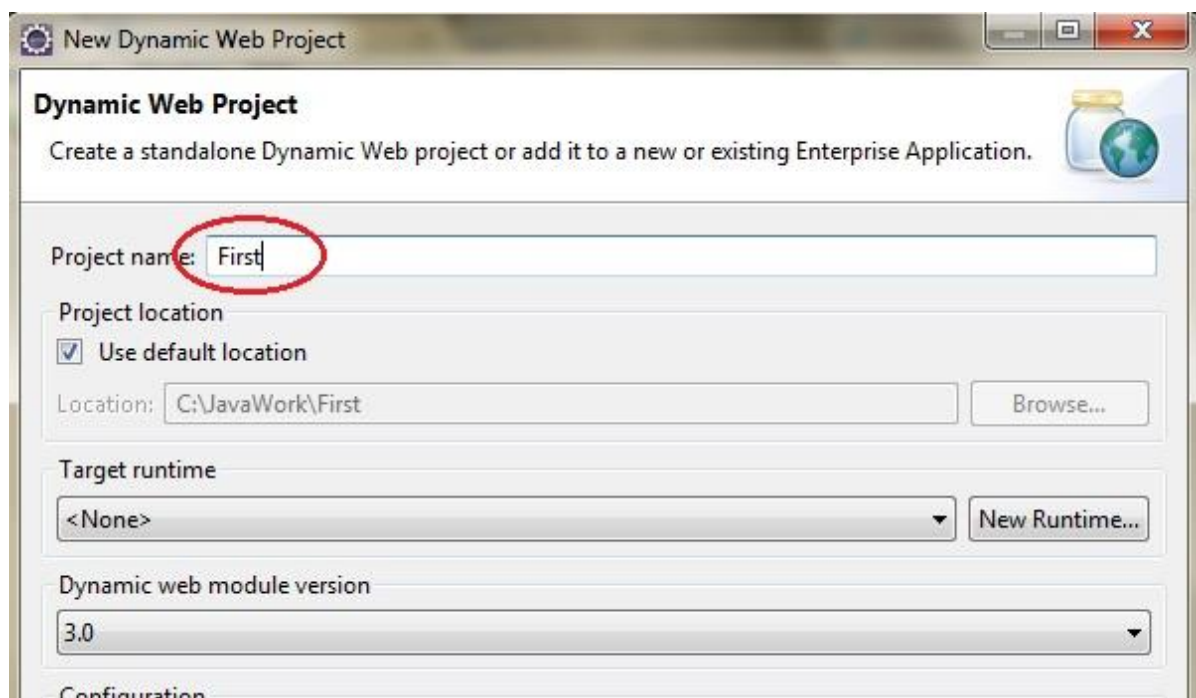 New Dynamic Web Project
Dynamic Web Project
Create a standalone Dynamic Web project or add it to a new or existing Enterprise Application.
Project name: First
Project location
Use default location
Location: C:\JavaWork\First Browse...
Target runtime
<None> New Runtime...
Dynamic web module version
3.0
Configuration